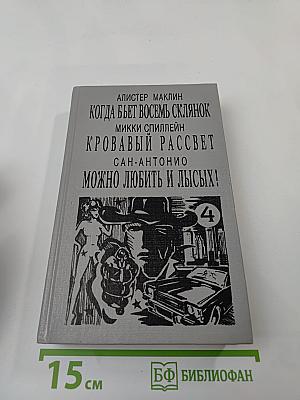 АЛИСТЕР МАКЛИН
КОГДА БЬЕТ ВОСЕМЬ СКЛЯНОК
МИККИ СПИЛЛЕЙН
КРОВАВЫЙ РАССВЕТ
САН-АНТОНИО
МОЖНО ЛЮБИТЬ И ЛЫСЫХ!
4
15 см
БФ БИБЛИОФАН